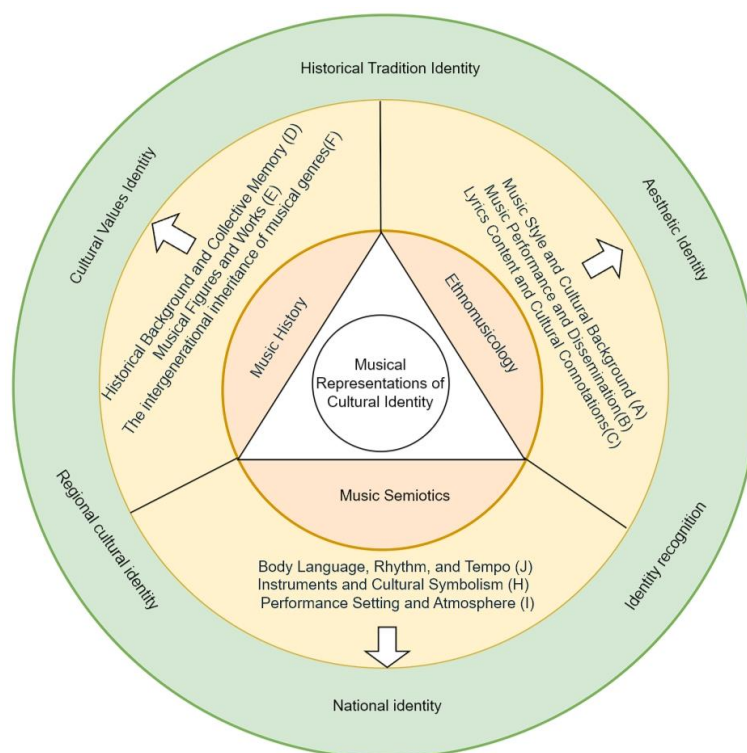 Historical Tradition Identity
Cultural Values Identity
Aesthetic Identity
Historical Background and Collective Memory (D)
Musical Figures and Works (E)
The intergenerational inheritance of musical genres(F)
Music Style and Cultural Background (A)
Music Performance and Dissemination(B)
Lyrics Content and Cultural Connotations(C)
Music History
Ethnomusicology
Musical
Representations of
Cultural Identity
Music Semiotics
Body Language, Rhythm, and Tempo (J)
Instruments and Cultural Symbolism (H)
Performance Setting and Atmosphere (I)
Regional cultural identity
Identity recognition
National identity